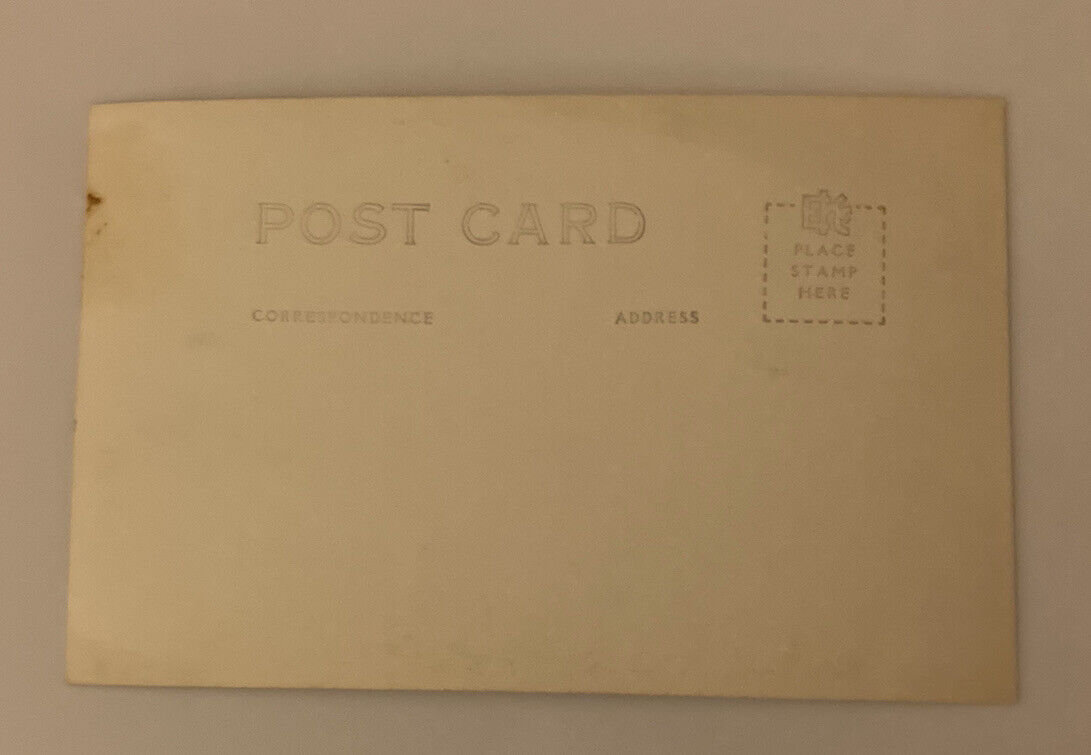 POST CARD
CORRESPONDENCE
ADDRESS
PLACE
STAMP
HERE